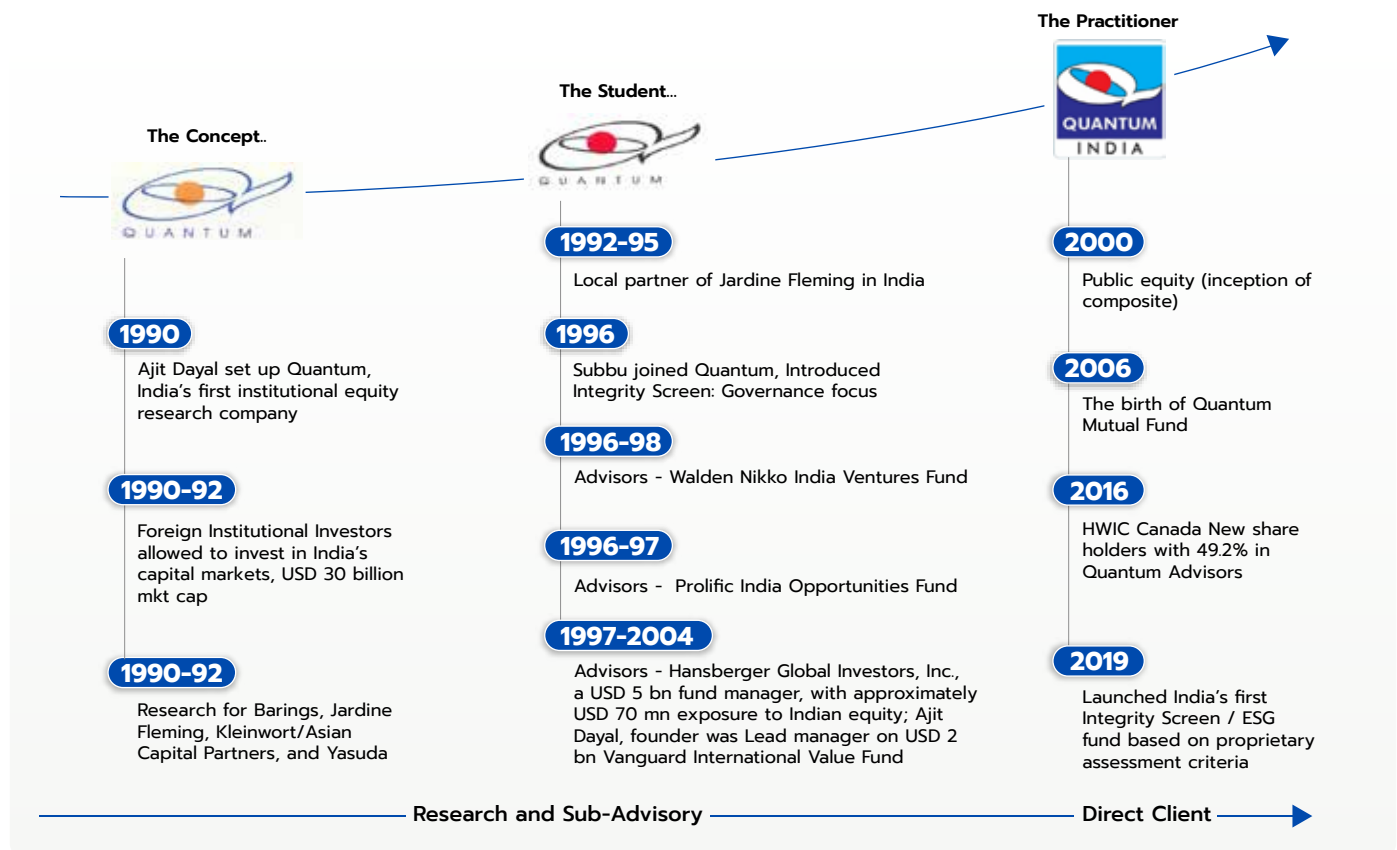 The Concept..
QUANTUM
1990
Ajit Dayal set up Quantum,
India's first institutional equity
research company
1990-92
Foreign Institutional Investors
allowed to invest in India's
capital markets, USD 30 billion
mkt cap
1990-92
Research for Barings, Jardine
Fleming, Kleinwort/Asian
Capital Partners, and Yasuda
The Student...
QUANTUM
1992-95
Local partner of Jardine Fleming in India
1996
Subbu joined Quantum, Introduced
Integrity Screen: Governance focus
1996-98
Advisors - Walden Nikko India Ventures Fund
1996-97
Advisors -  Prolific India Opportunities Fund
1997-2004
Advisors - Hansberger Global Investors, Inc.,
a USD 5 bn fund manager, with approximately
USD 70 mn exposure to Indian equity; Ajit
Dayal, founder was Lead manager on USD 2
bn Vanguard International Value Fund
The Practitioner
QUANTUM
INDIA
2000
Public equity (inception of
composite)
2006
The birth of Quantum
Mutual Fund
2016
HWIC Canada New share
holders with 49.2% in
Quantum Advisors
2019
Launched India's first
Integrity Screen / ESG
fund based on proprietary
assessment criteria
Research and Sub-Advisory
Direct Client